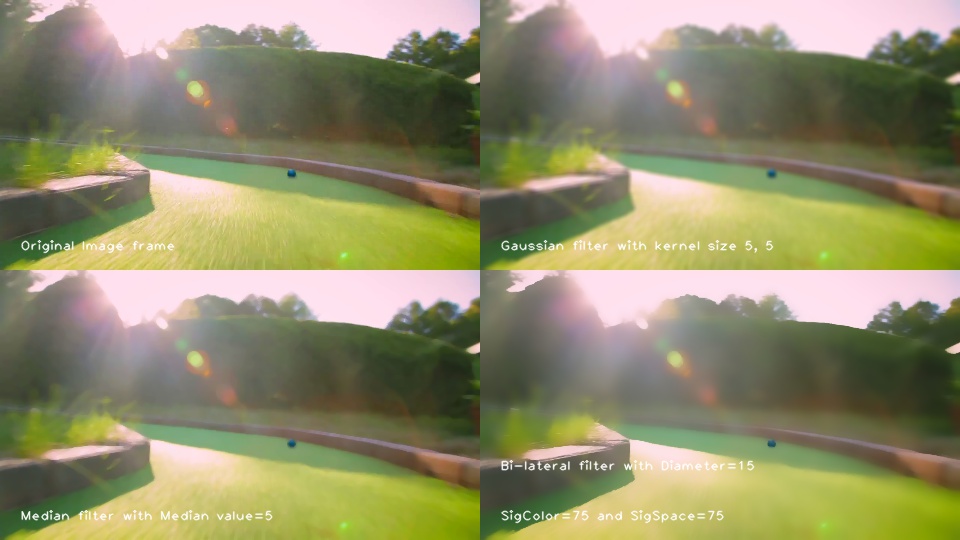 Original Image frame
Gaussian filter with kernel size 5, 5
Median filter with Median value=5
Bi-lateral filter with Diameter=15
SigColor=75 and SigSpace=75